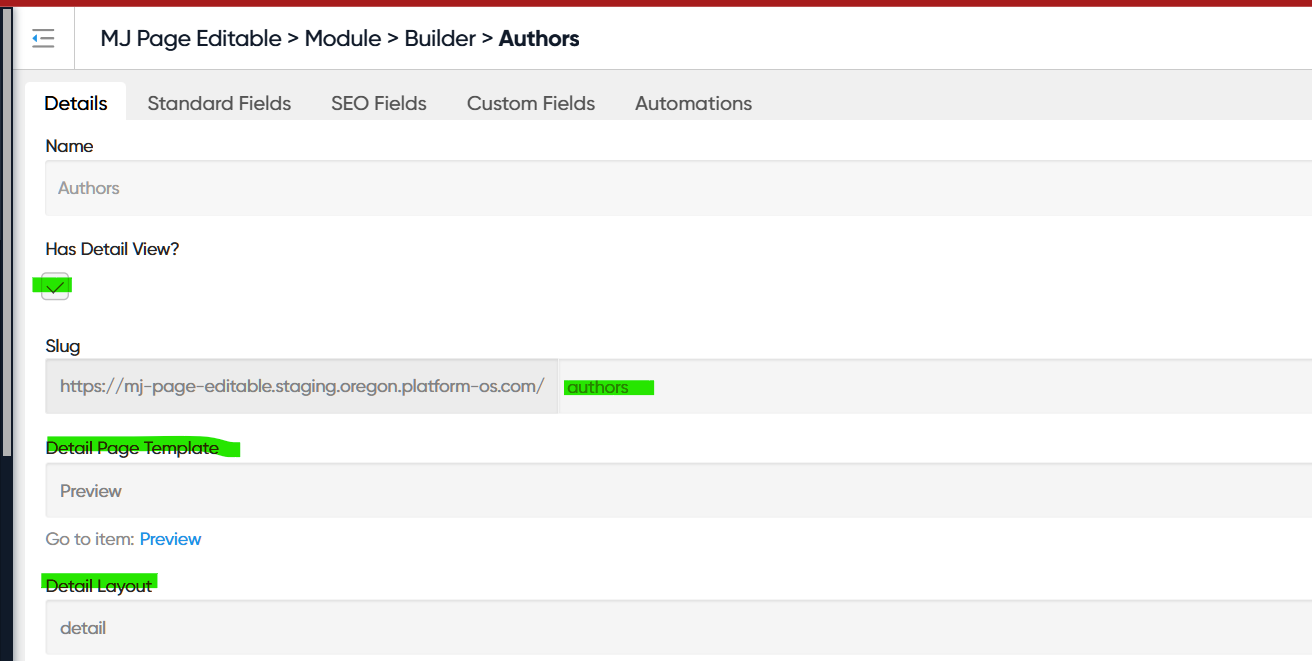 MJ Page Editable > Module > Builder > Authors
Details Standard Fields SEO Fields Custom Fields Automations
Name
Authors
Has Detail View?
Slug
https://mj-page-editable.staging.oregon.platform-os.com/ authors
Detail Page Template
Preview
Go to item: Preview
Detail Layout
detail